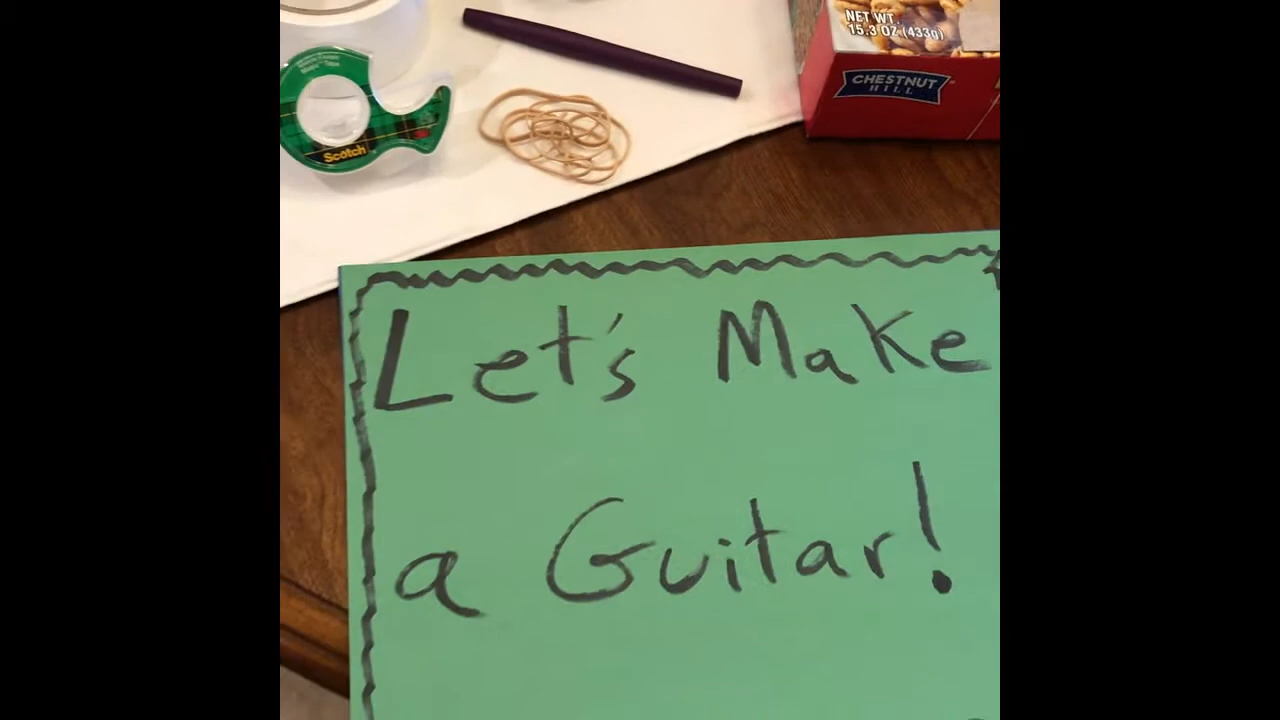 NET WT.
15.3 OZ (433g)
CHESTNUT
HILL
Scotch
Let's Make
a Guitar!